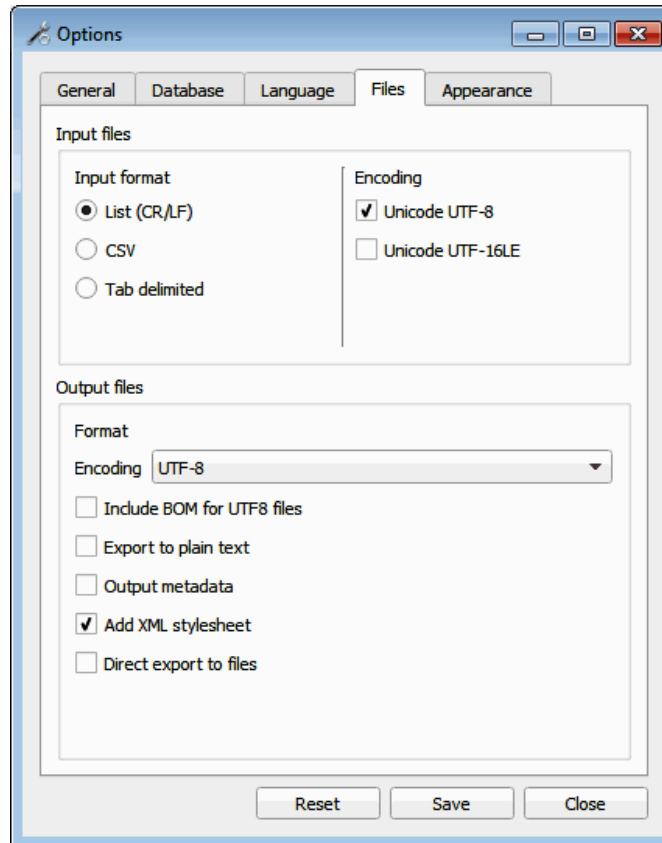 Options
General Database Language Files Appearance
Input files
Input format
List (CR/LF)
CSV
Tab delimited
Encoding
Unicode UTF-8
Unicode UTF-16LE
Output files
Format
Encoding UTF-8
Include BOM for UTF8 files
Export to plain text
Output metadata
Add XML stylesheet
Direct export to files
Reset Save Close